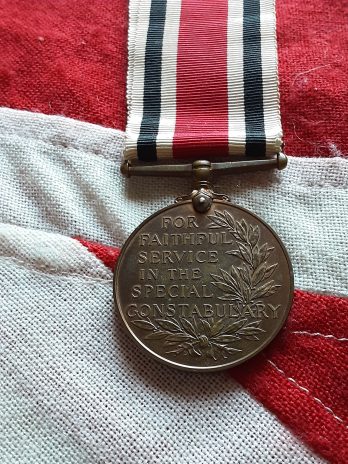 FOR
FAITHFUL
SERVICE
IN THE
SPECIAL
CONSTABULARY